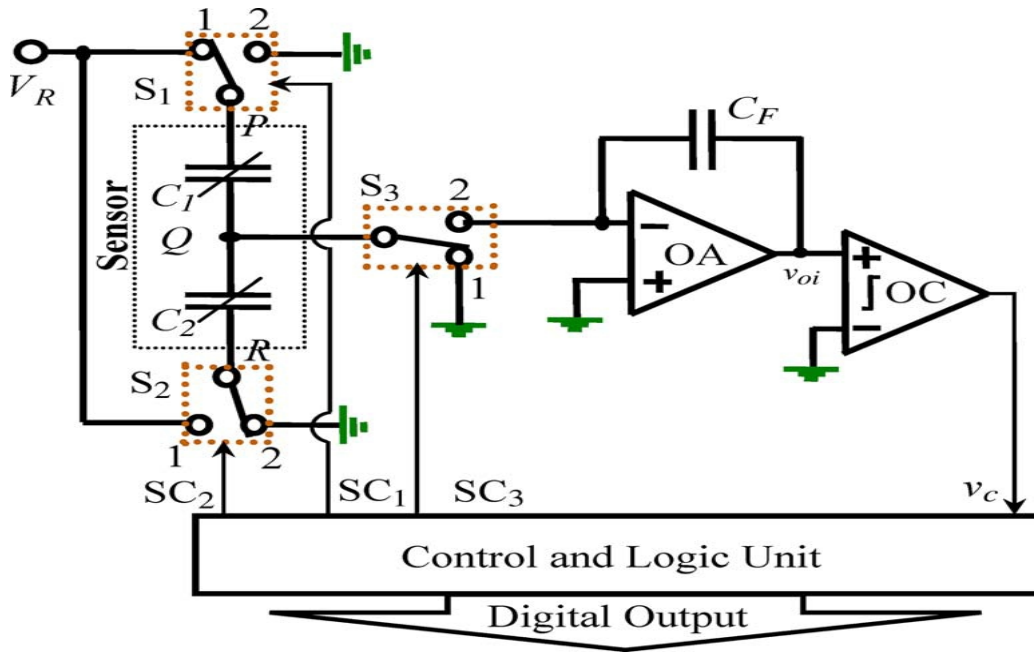 1 2
V_R
S_1
P
C_F
Sensor
C_1
S_3
2
Q
OA
v_oi
OC
1
C_2
R
S_2
1 2
SC_2
SC_1
SC_3
v_c
Control and Logic Unit
Digital Output